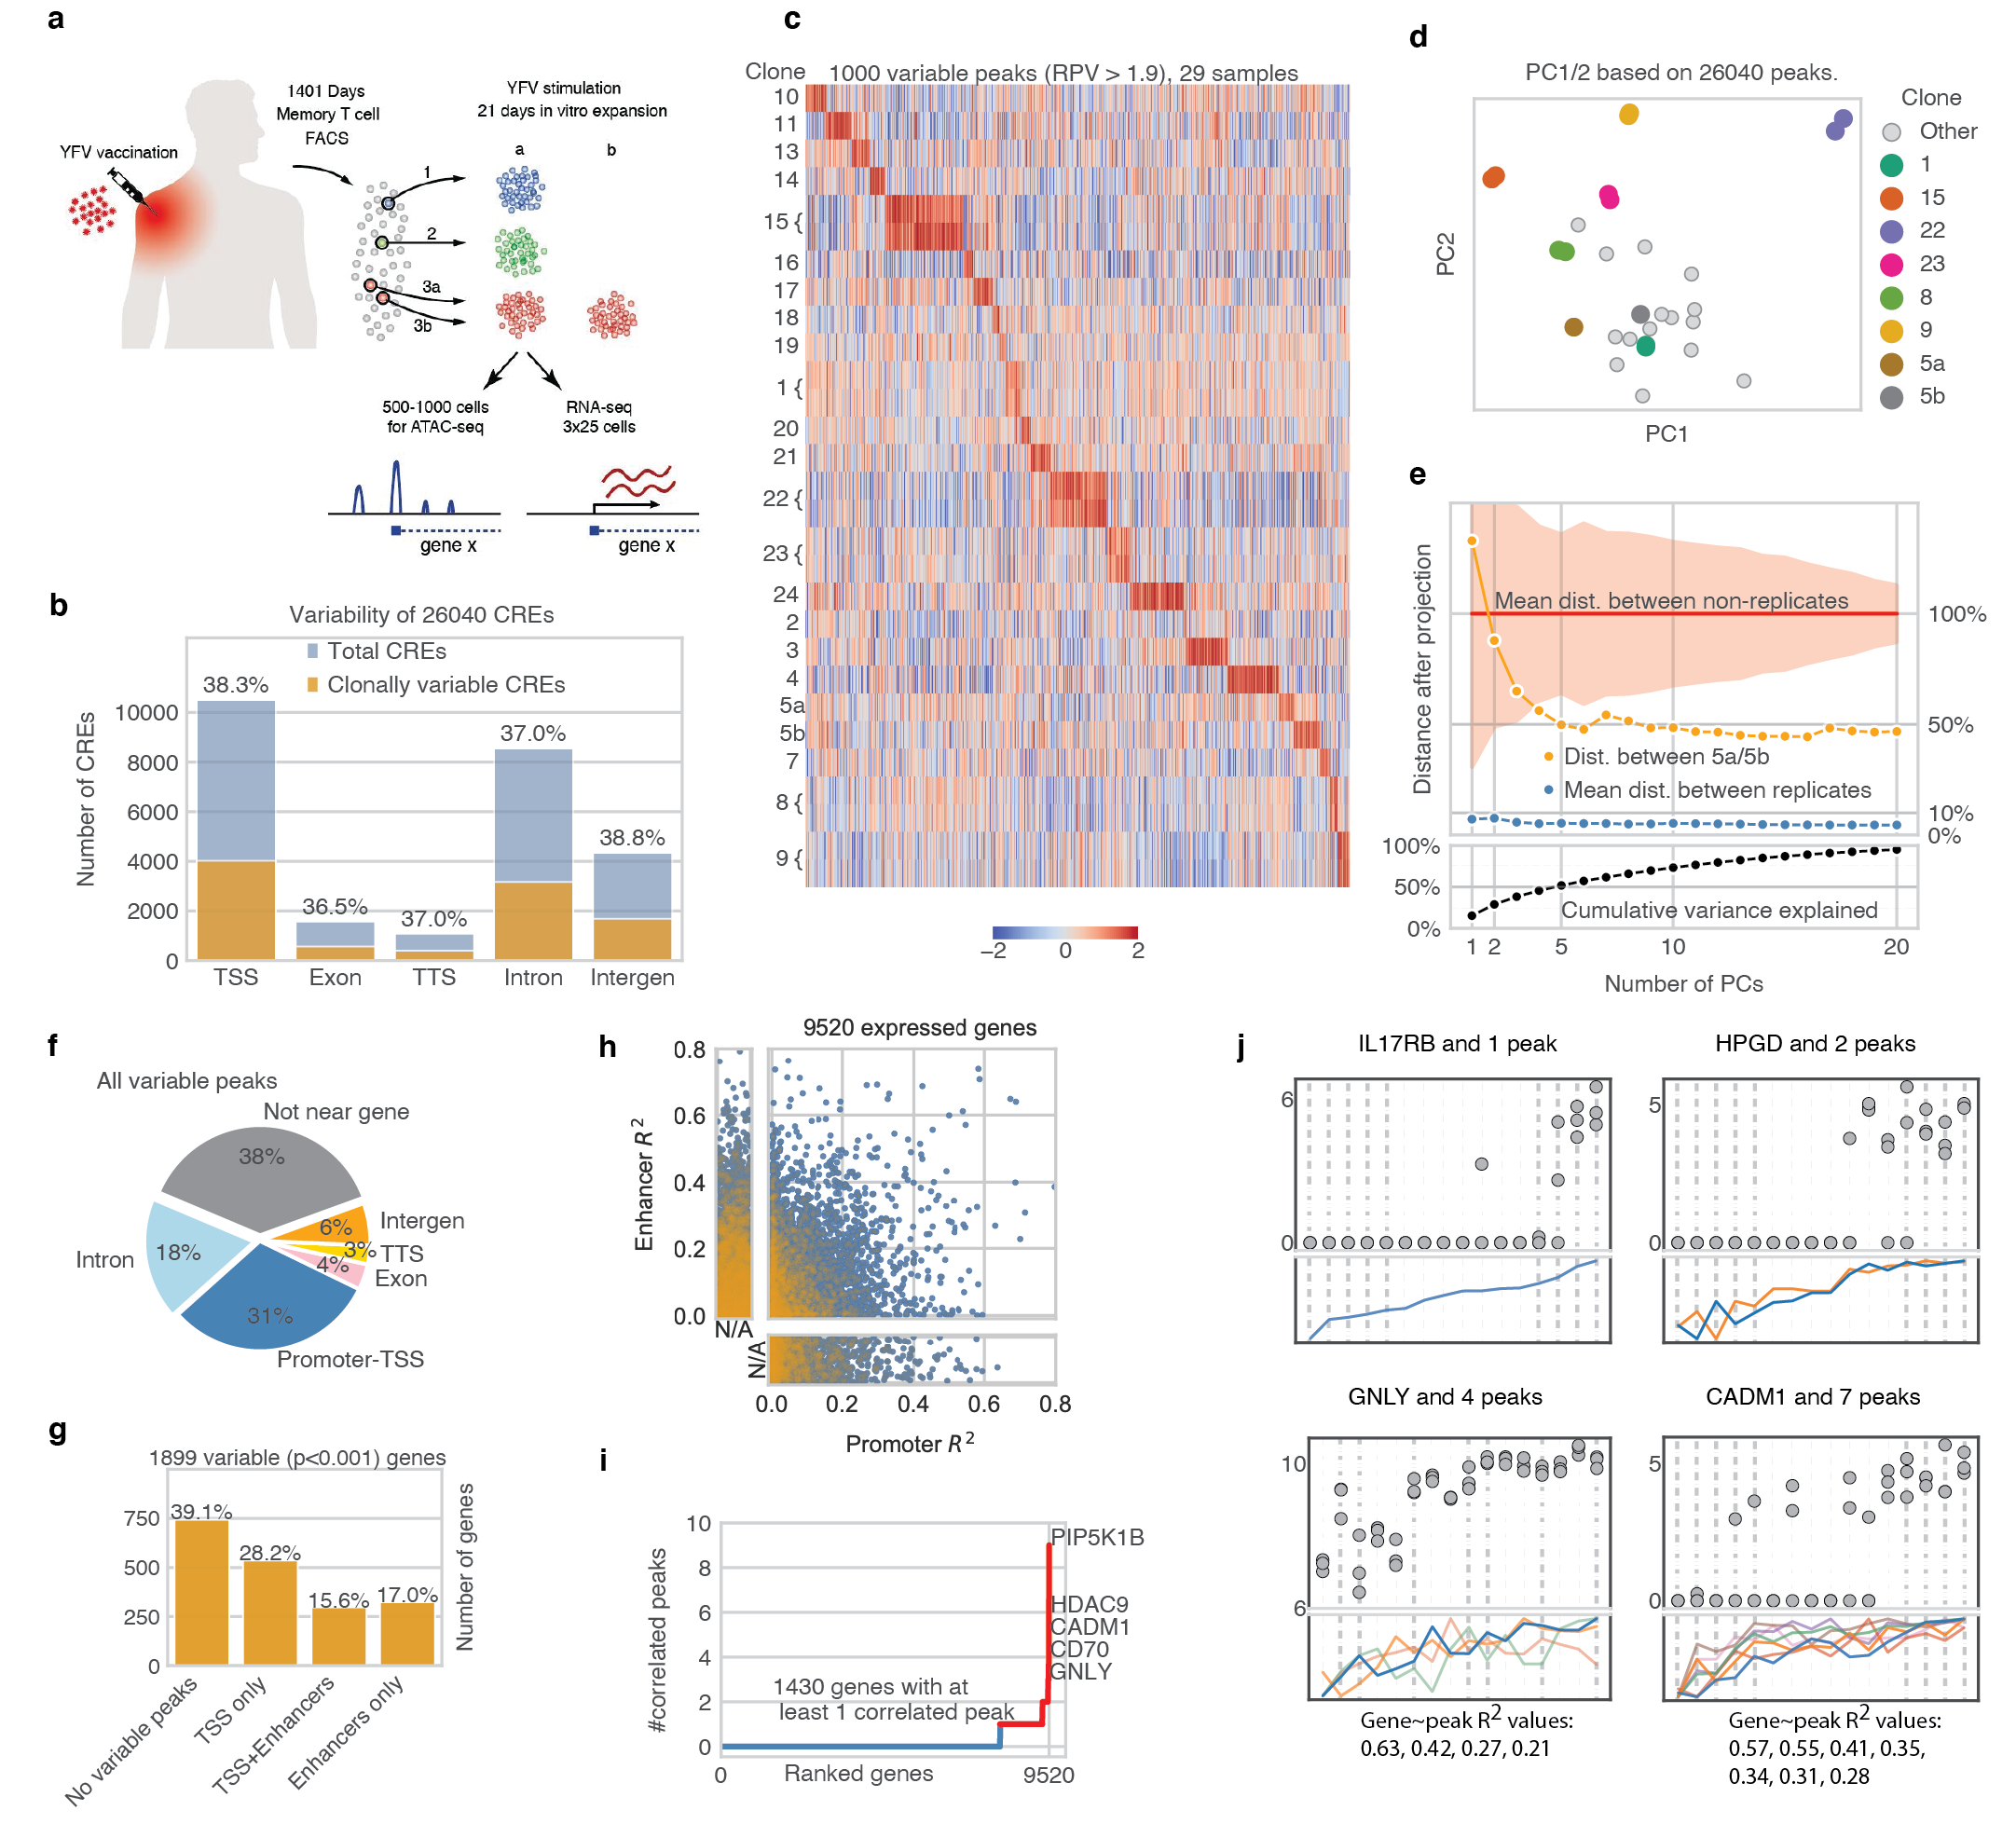 a
1401 Days
Memory T cell
FACS
YFV stimulation
21 days in vitro expansion
YFV vaccination
a
b
1
2
3a
3b
500-1000 cells
for ATAC-seq
RNA-seq
3x25 cells
gene x
gene x
b
Variability of 26040 CREs
Total CREs
Clonally variable CREs
Number of CREs
10000
8000
6000
4000
2000
0
38.3%
36.5%
37.0%
37.0%
38.8%
TSS
Exon
TTS
Intron
Intergen
c
Clone
1000 variable peaks (RPV > 1.9), 29 samples
10
11
13
14
15 {
16
17
18
19
1 {
20
21
22 {
23 {
24
2
3
4
5a
5b
7
8 {
9 {
−2
0
2
d
PC1/2 based on 26040 peaks.
PC2
PC1
Clone
Other
1
15
22
23
8
9
5a
5b
e
Distance after projection
Mean dist. between non-replicates
100%
50%
Dist. between 5a/5b
Mean dist. between replicates
10%
0%
100%
50%
0%
Cumulative variance explained
1 2 5 10 20
Number of PCs
f
All variable peaks
Not near gene
38%
Intergen
6%
TTS
3%
Exon
4%
Intron
18%
31%
Promoter-TSS
g
1899 variable (p<0.001) genes
750
500
250
0
39.1%
28.2%
15.6%
17.0%
Number of genes
No variable peaks
TSS only
TSS+Enhancers
Enhancers only
h
9520 expressed genes
Enhancer R²
0.8
0.6
0.4
0.2
0.0
N/A
N/A
0.0 0.2 0.4 0.6 0.8
Promoter R²
i
#correlated peaks
10
8
6
4
2
0
PIP5K1B
HDAC9
CADM1
CD70
GNLY
1430 genes with at
least 1 correlated peak
0
Ranked genes
9520
j
IL17RB and 1 peak
6
0
HPGD and 2 peaks
5
0
GNLY and 4 peaks
10
6
Gene~peak R² values:
0.63, 0.42, 0.27, 0.21
CADM1 and 7 peaks
5
0
Gene~peak R² values:
0.57, 0.55, 0.41, 0.35,
0.34, 0.31, 0.28